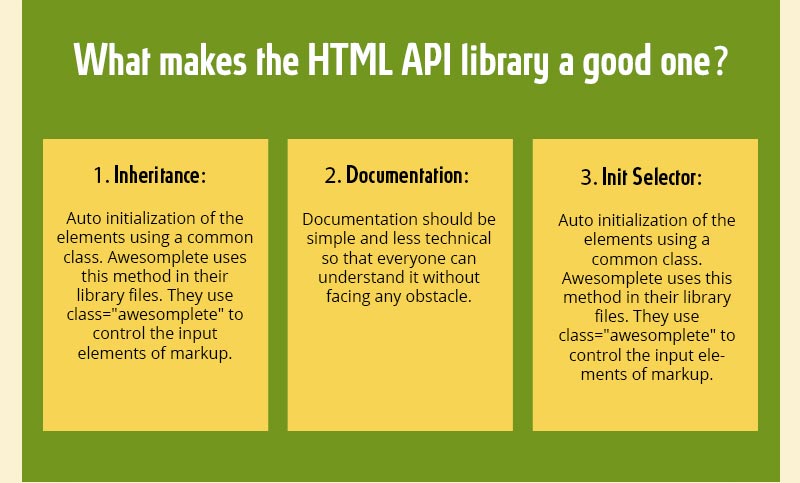 What makes the HTML API library a good one?
1. Inheritance:
Auto initialization of the
elements using a common
class. Awesomplete uses
this method in their
library files. They use
class="awesomplete" to
control the input
elements of markup.
2. Documentation:
Documentation should be
simple and less technical
so that everyone can
understand it without
facing any obstacle.
3. Init Selector:
Auto initialization of the
elements using a
common class.
Awesomplete uses this
method in their library
files. They use
class="awesomplete" to
control the input ele-
ments of markup.